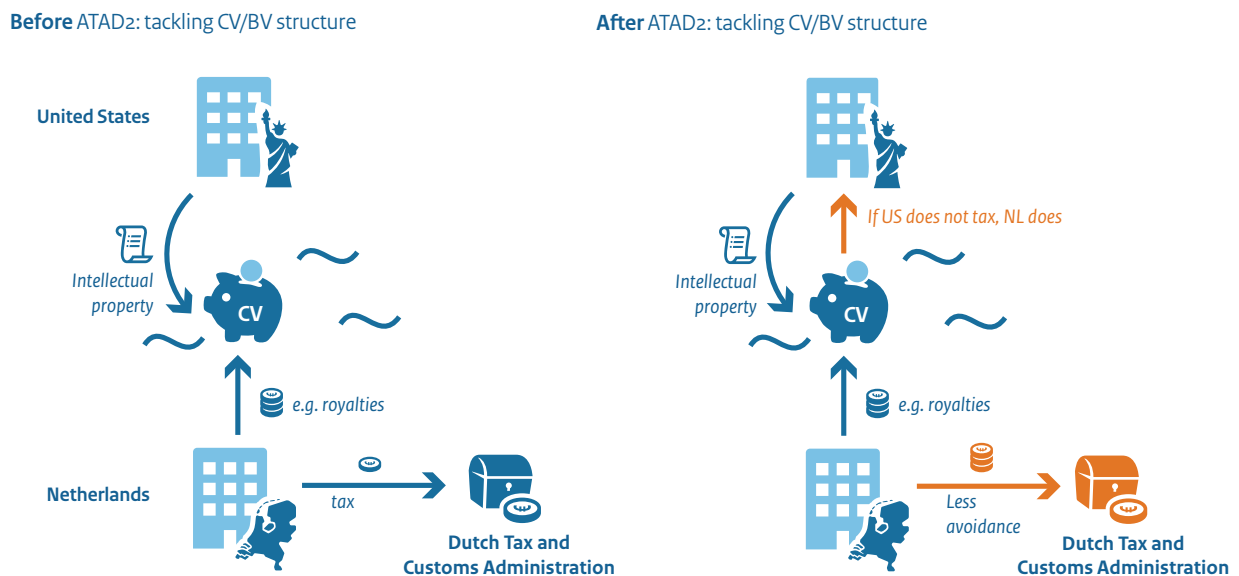 Before ATAD2: tackling CV/BV structure
United States
Intellectual
property
CV
e.g. royalties
Netherlands
tax
Dutch Tax and
Customs Administration
After ATAD2: tackling CV/BV structure
If US does not tax, NL does
Intellectual
property
CV
e.g. royalties
Less
avoidance
Dutch Tax and
Customs Administration